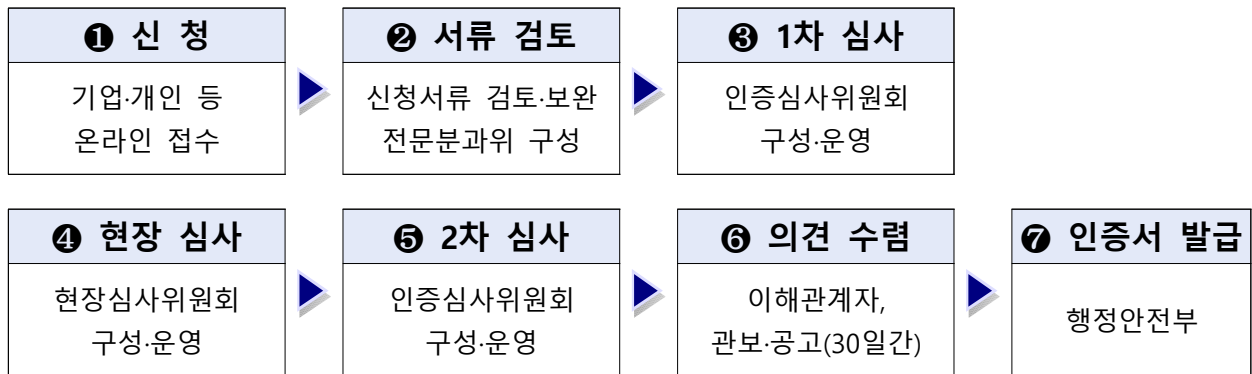 ❶ 신 청
기업·개인 등
온라인 접수
❷ 서류 검토
신청서류 검토·보완
전문분과위 구성
❸ 1차 심사
인증심사위원회
구성·운영
❹ 현장 심사
현장심사위원회
구성·운영
❺ 2차 심사
인증심사위원회
구성·운영
❻ 의견 수렴
이해관계자,
관보·공고(30일간)
❼ 인증서 발급
행정안전부